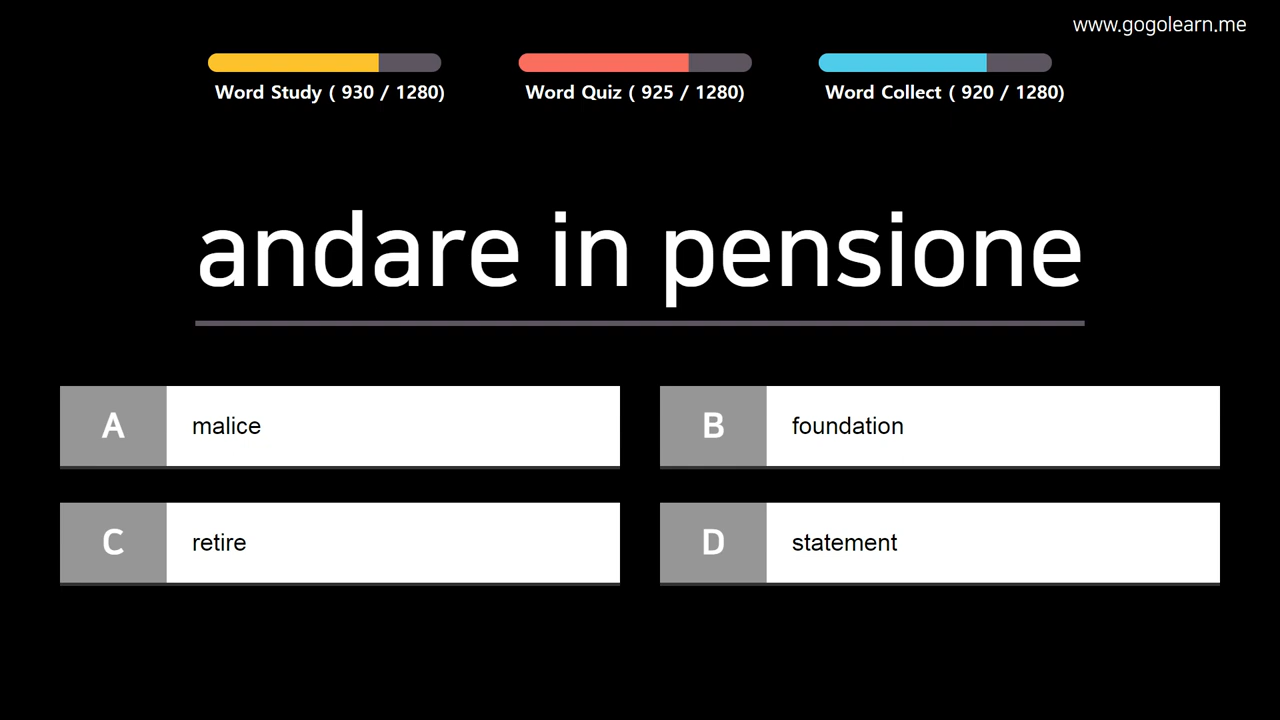 www.gogolearn.me
Word Study ( 930 / 1280)
Word Quiz ( 925 / 1280)
Word Collect ( 920 / 1280)
andare in pensione
A malice
B foundation
C retire
D statement